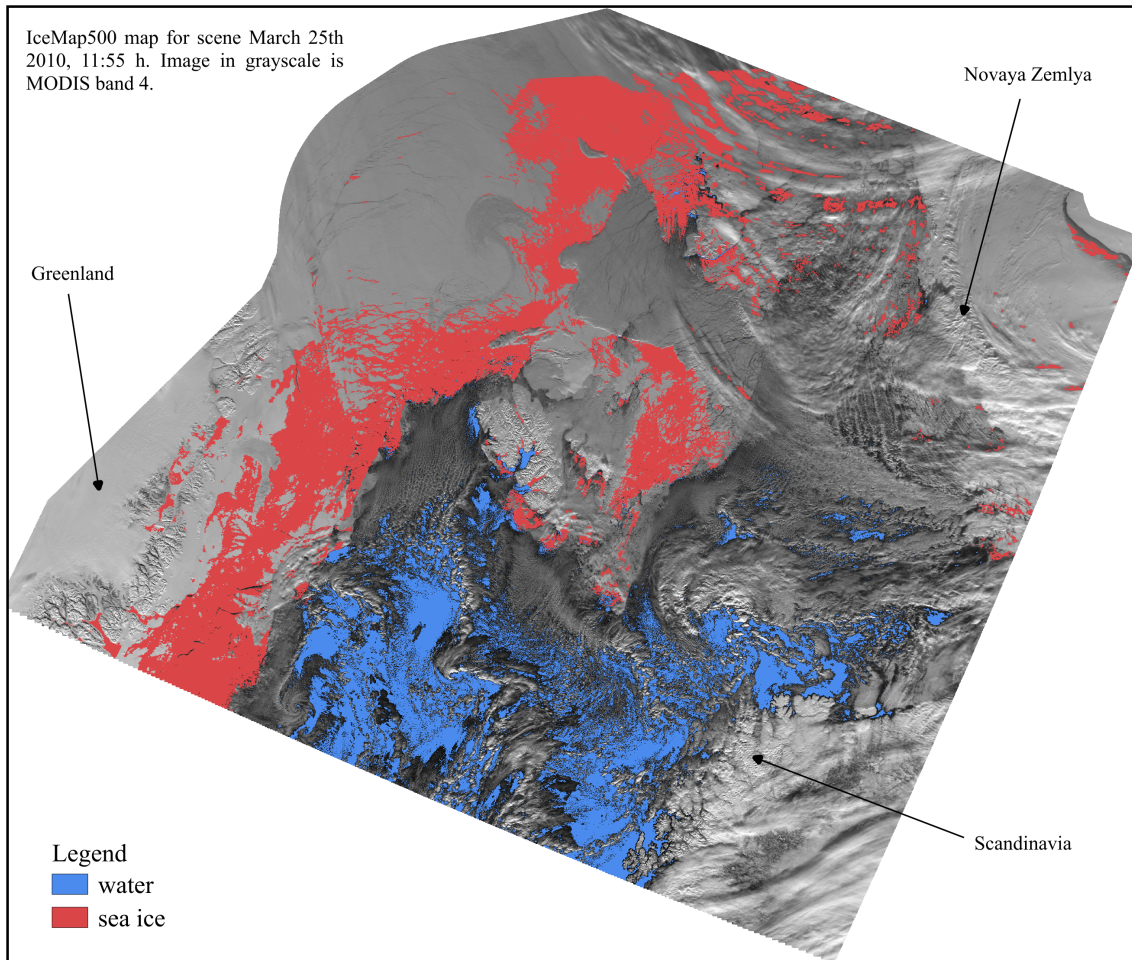 IceMap500 map for scene March 25th
2010, 11:55 h. Image in grayscale is
MODIS band 4.
Novaya Zemlya
Greenland
Scandinavia
Legend
water
sea ice